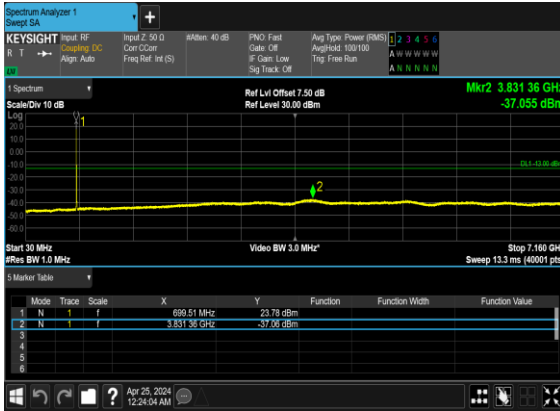 Spectrum Analyzer 1
Swept SA
KEYSIGHT Input: RF Input Z: 50 Ω #Atten: 40 dB PNO: Fast Avg Type: Power (RMS) 1 2 3 4 5 6
R T Coupling: DC Corr CCorr Gate: Off Avg|Hold: 100/100 A W W W W W
Align: Auto Freq Ref: Int (S) IF Gain: Low Trig: Free Run
LXI Sig Track: Off A N N N N N
1 Spectrum Ref Lvl Offset 7.50 dB Mkr2 3.831 36 GHz
Scale/Div 10 dB Ref Level 30.00 dBm -37.055 dBm
Log
1
20.0
10.0
0.00
-10.0 DL1 -13.00 dBm
-20.0
-30.0 2
-40.0
-50.0
-60.0
Start 30 MHz Video BW 3.0 MHz* Stop 7.160 GHz
#Res BW 1.0 MHz Sweep 13.3 ms (40001 pts)
5 Marker Table
Mode Trace Scale X Y Function Function Width Function Value
1 N 1 f 699.51 MHz 23.78 dBm
2 N 1 f 3.831 36 GHz -37.06 dBm
3
4
5
6
? Apr 25, 2024
12:24:04 AM